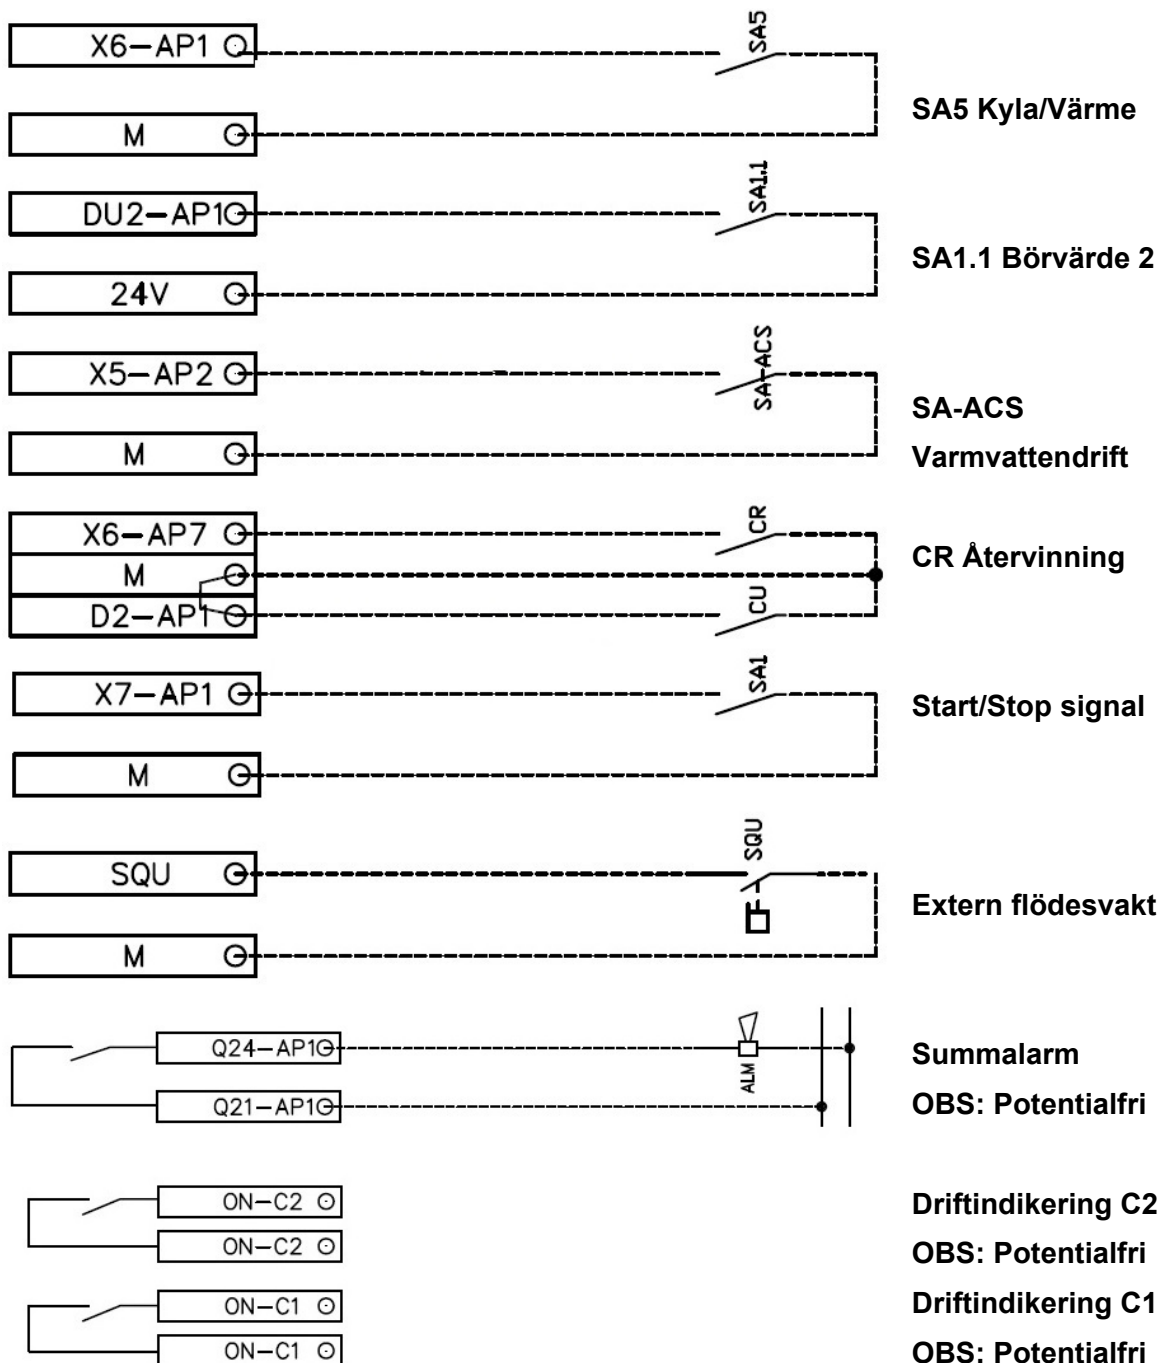 X6-AP1
SA5
M
SA5 Kyla/Värme
DU2-AP1
SA1.1
24V
SA1.1 Börvärde 2
X5-AP2
SA-ACS
M
SA-ACS
Varmvattendrift
X6-AP7
CR
M
CR Återvinning
D2-AP1
CU
X7-AP1
SA1
M
Start/Stop signal
SQU
SQU
M
Extern flödesvakt
Q24-AP1
ALM
Q21-AP1
Summalarm
OBS: Potentialfri
ON-C2
ON-C2
Driftindikering C2
OBS: Potentialfri
ON-C1
ON-C1
Driftindikering C1
OBS: Potentialfri